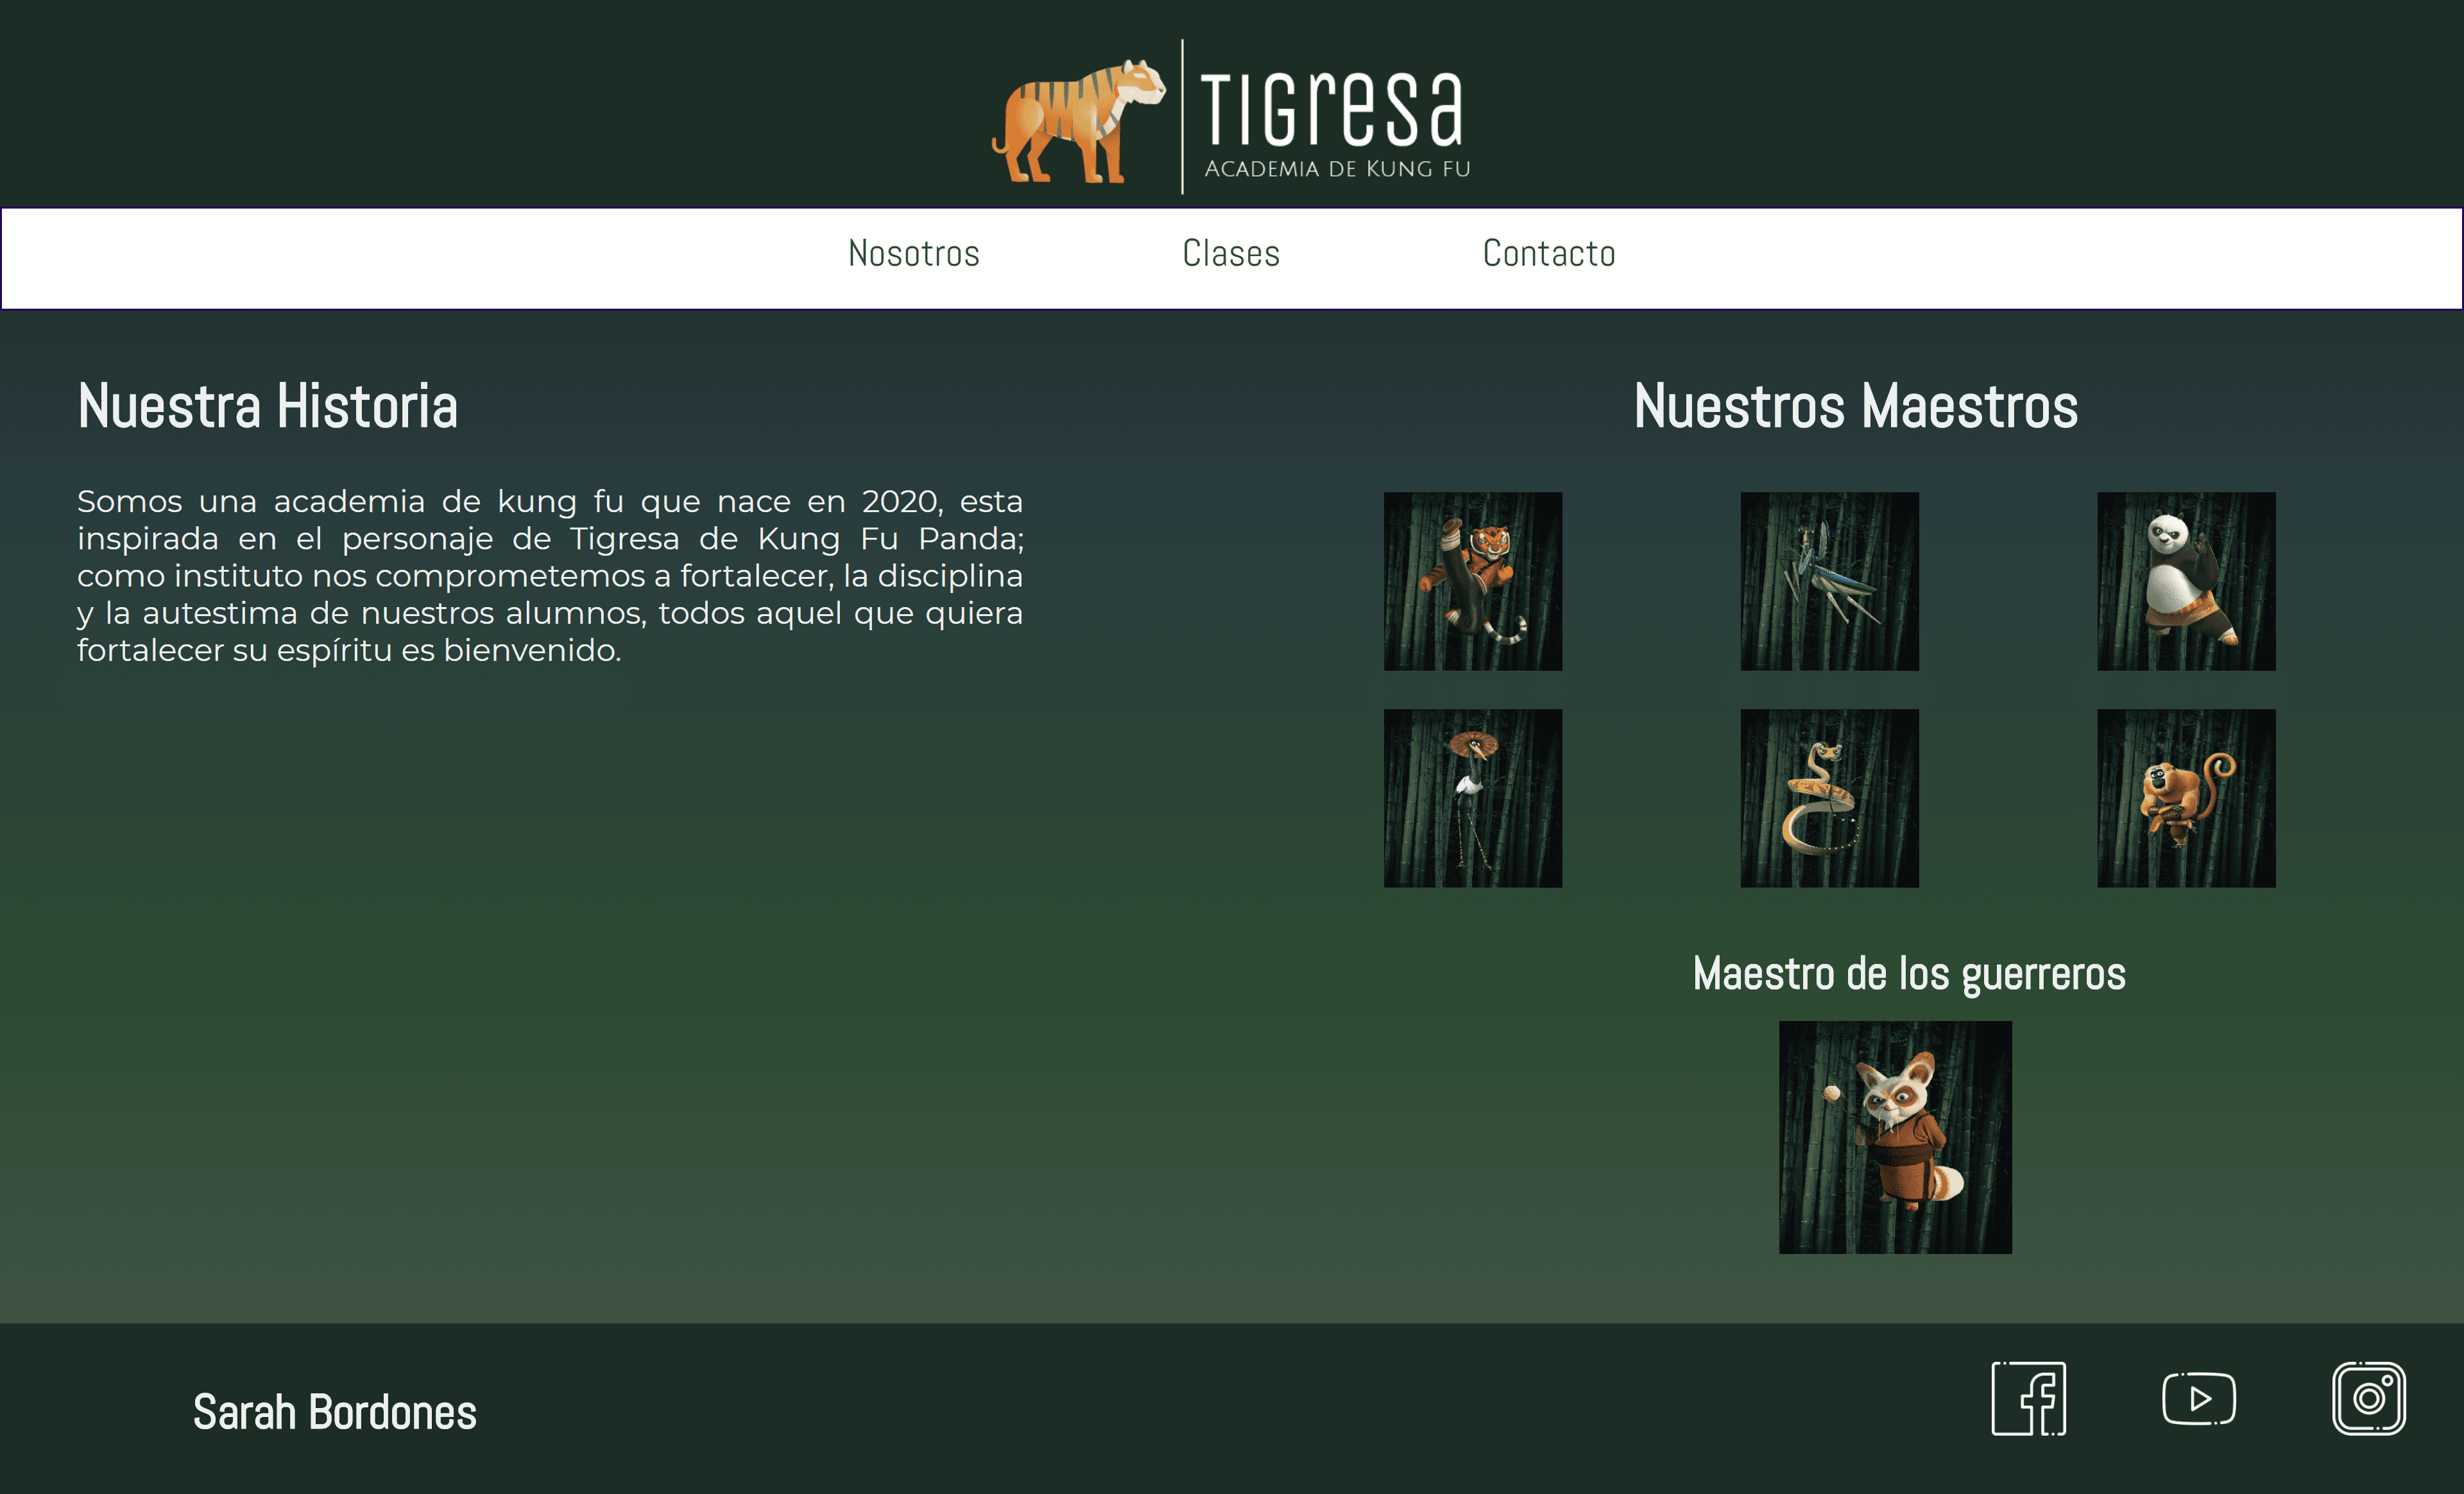 TIGresa
Academia de Kung fu
Nosotros
Clases
Contacto
Nuestra Historia
Somos una academia de kung fu que nace en 2020, esta
inspirada en el personaje de Tigresa de Kung Fu Panda;
como instituto nos comprometemos a fortalecer, la disciplina
y la autestima de nuestros alumnos, todos aquel que quiera
fortalecer su espíritu es bienvenido.
Nuestros Maestros
Maestro de los guerreros
Sarah Bordones